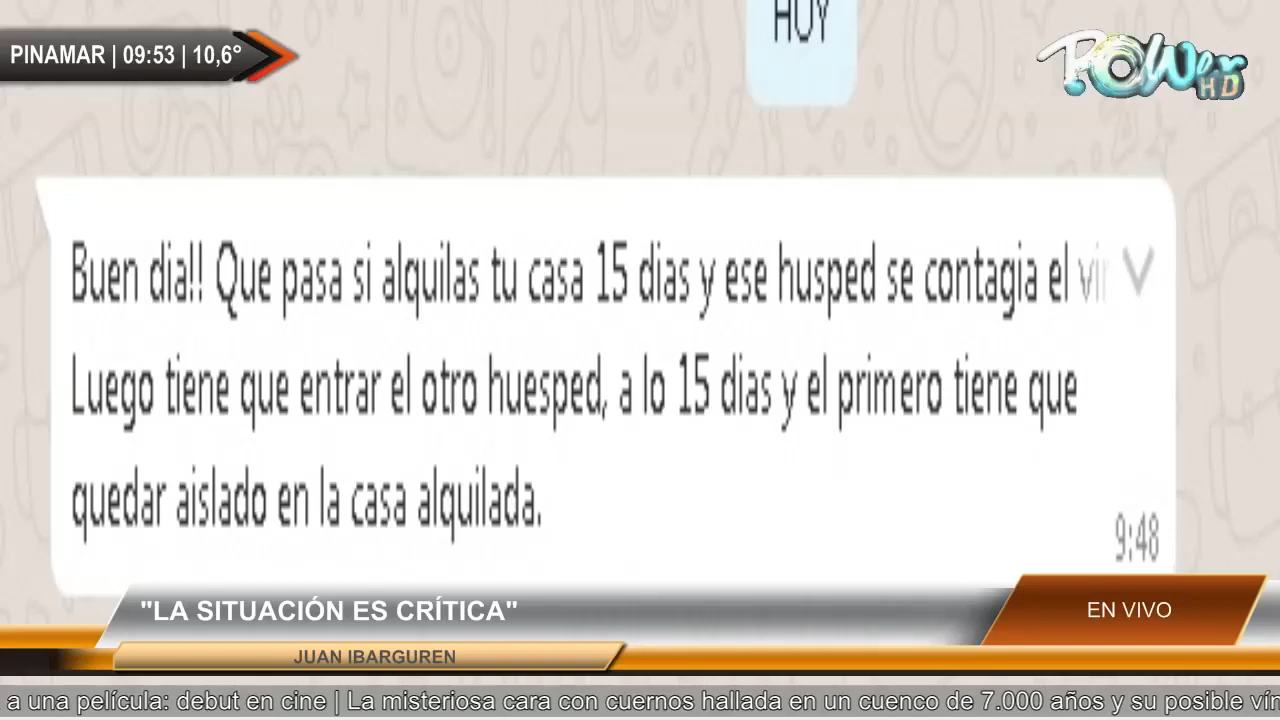 HOY
PINAMAR | 09:53 | 10,6°
Power
HD
Buen dia!! Que pasa si alquilas tu casa 15 dias y ese husped se contagia el
Luego tiene que entrar el otro huesped, a lo 15 dias y el primero tiene que
quedar aislado en la casa alquilada.
9:48
"LA SITUACIÓN ES CRÍTICA"
EN VIVO
JUAN IBARGUREN
a una película: debut en cine | La misteriosa cara con cuernos hallada en un cuenco de 7.000 años y su posible